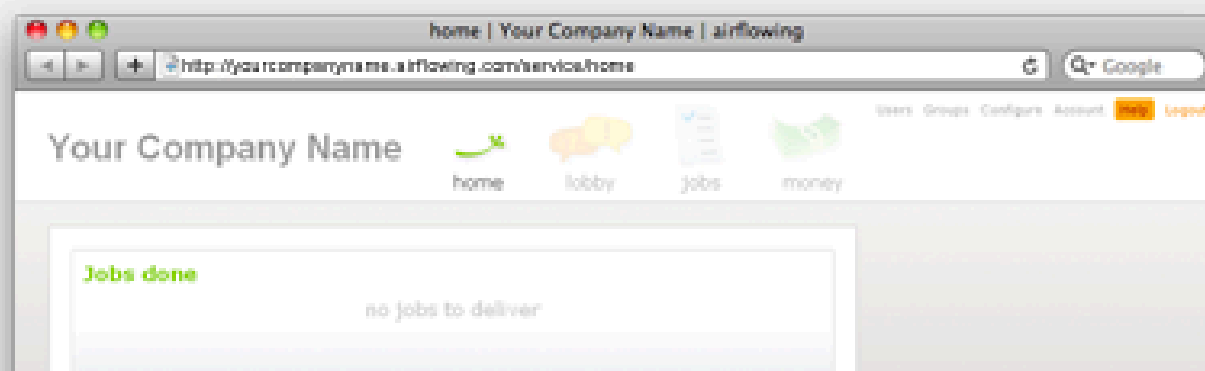 home | Your Company Name | airflowing
http://yourcompanyname.airflowing.com/service/home
Google
Users Groups Configure Account Help Logout
Your Company Name
home lobby jobs money
Jobs done
no jobs to deliver